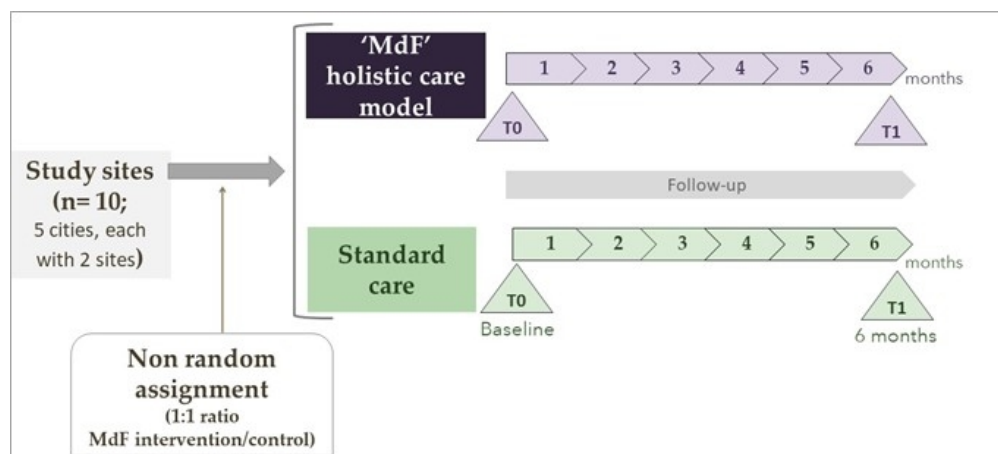 Study sites
(n= 10;
5 cities, each
with 2 sites)
Non random
assignment
(1:1 ratio
MdF intervention/control)
‘MdF’
holistic care
model
1 2 3 4 5 6 months
T0 T1
Follow-up
Standard
care
1 2 3 4 5 6 months
T0 T1
Baseline 6 months